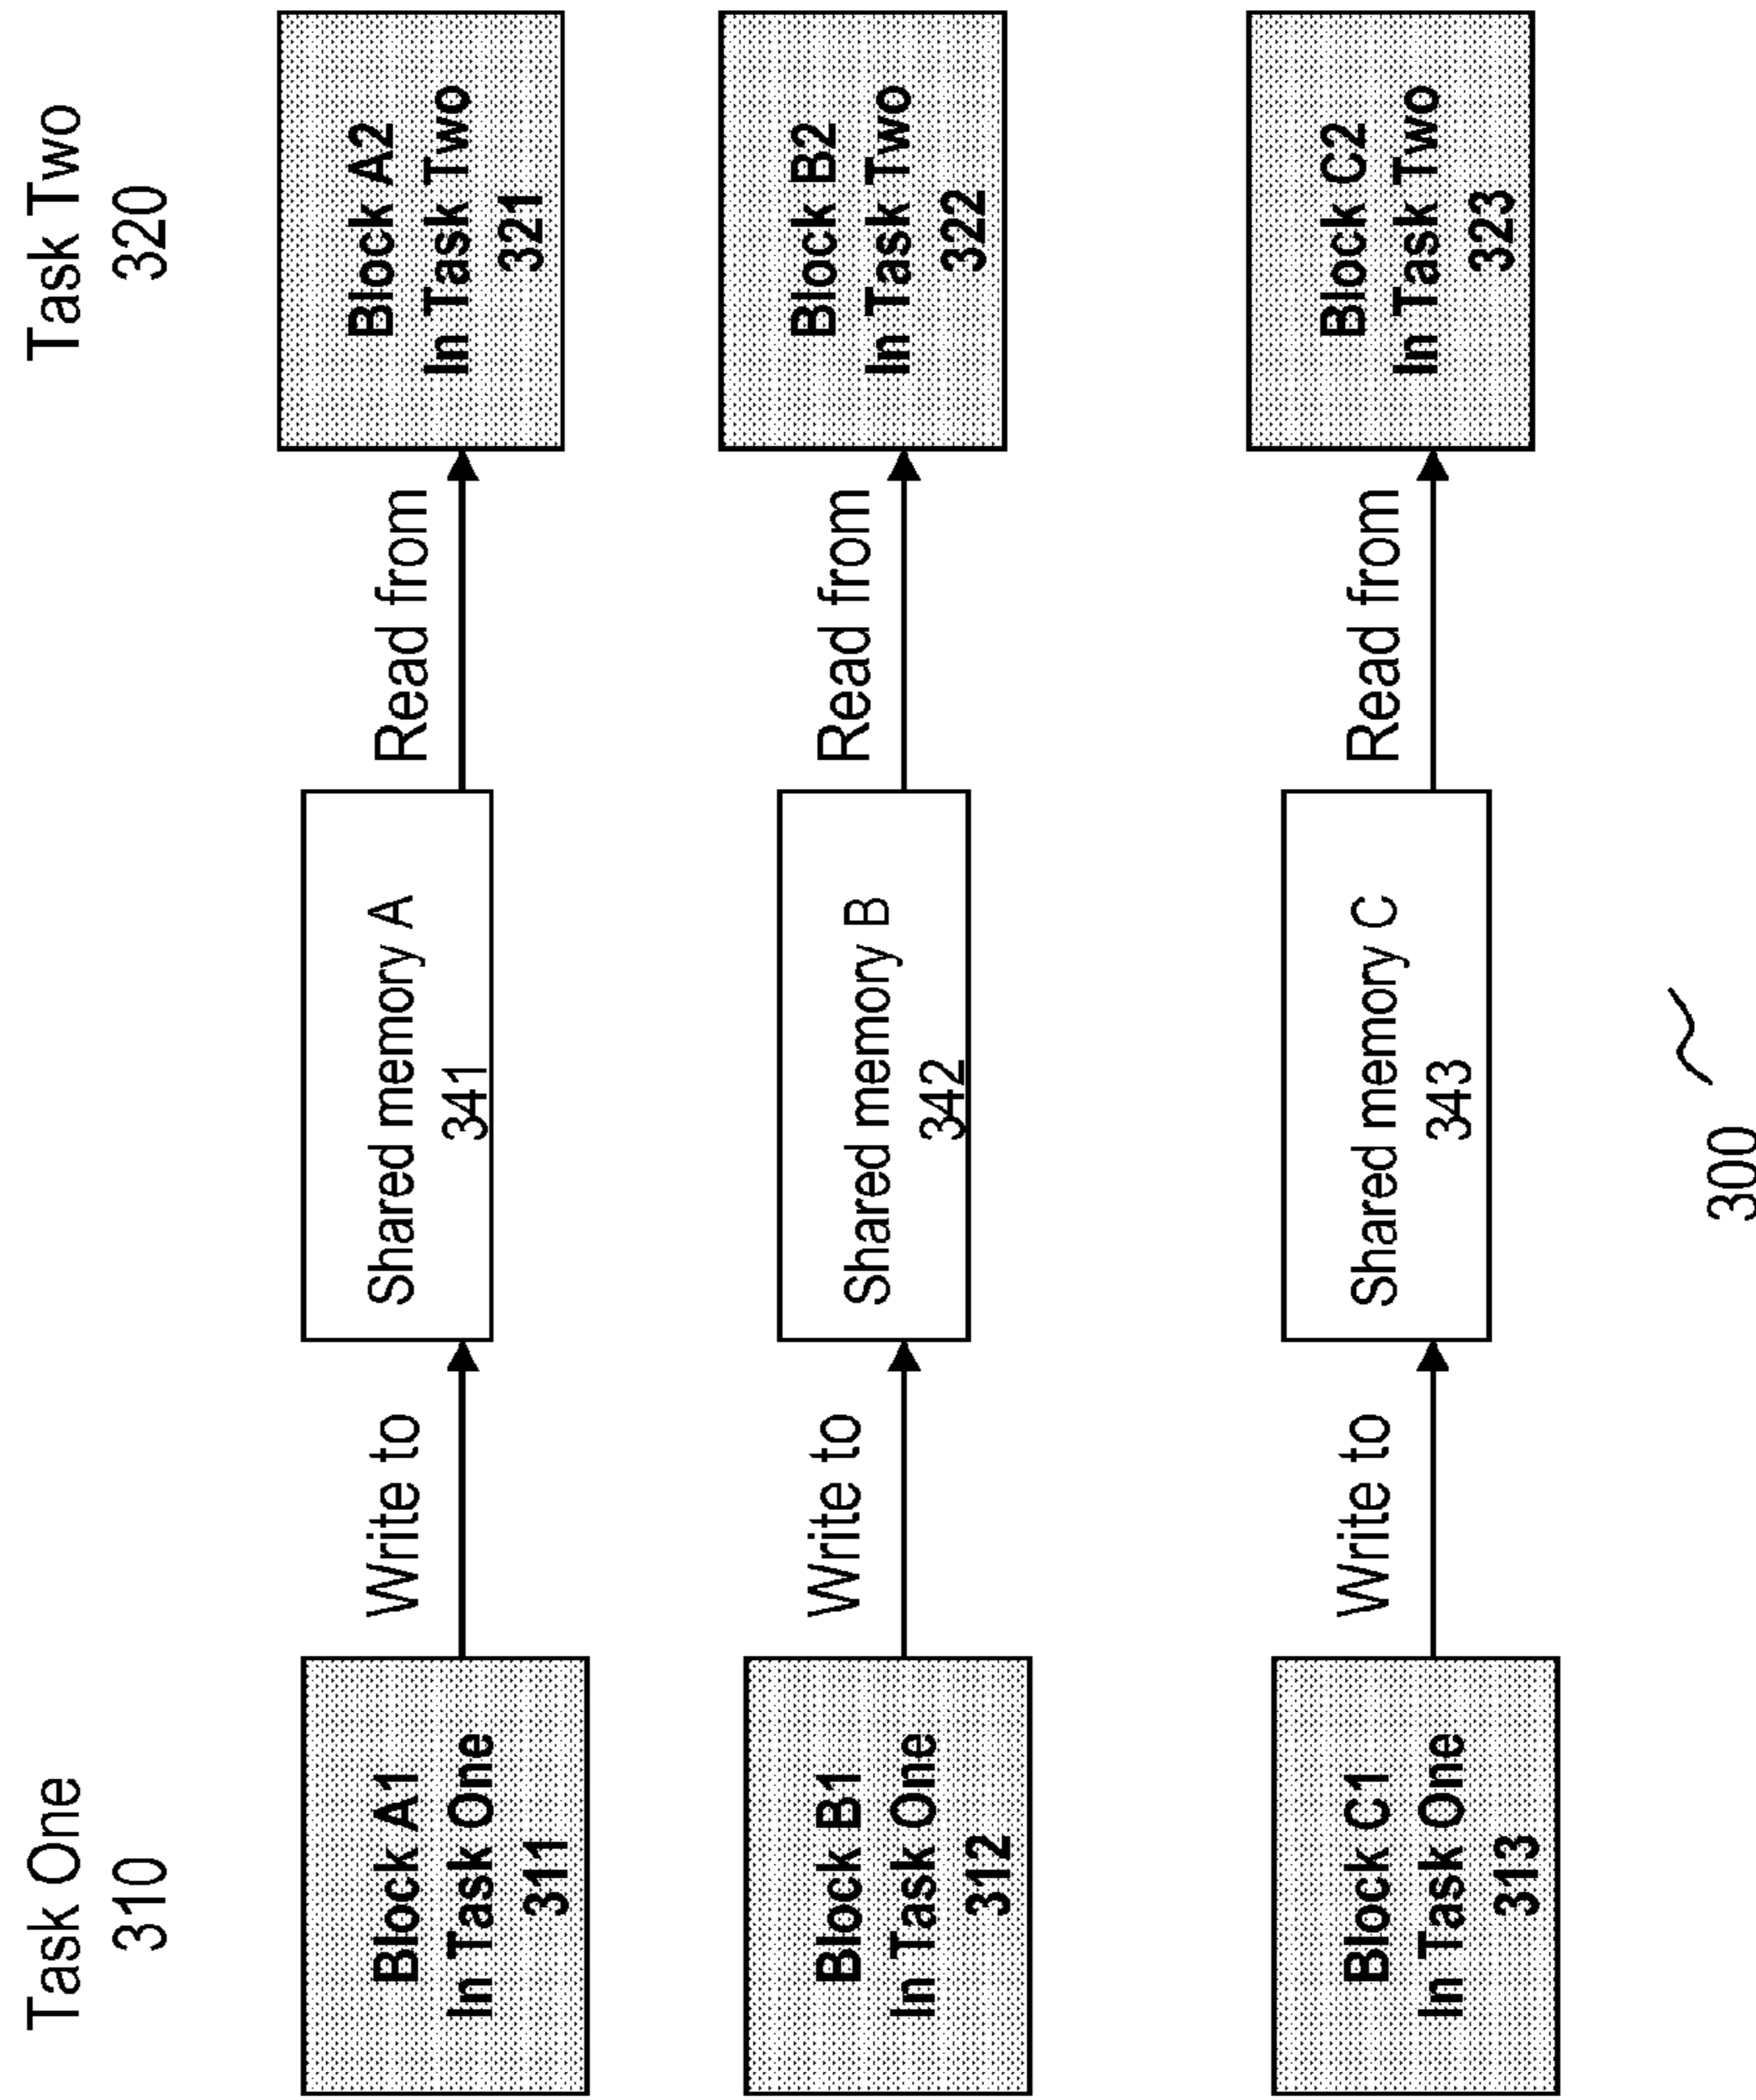 Task One
310
Task Two
320
Block A1
In Task One
311
Write to
Shared memory A
341
Read from
Block A2
In Task Two
321
Block B1
In Task One
312
Write to
Shared memory B
342
Read from
Block B2
In Task Two
322
Block C1
In Task One
313
Write to
Shared memory C
343
Read from
Block C2
In Task Two
323
300